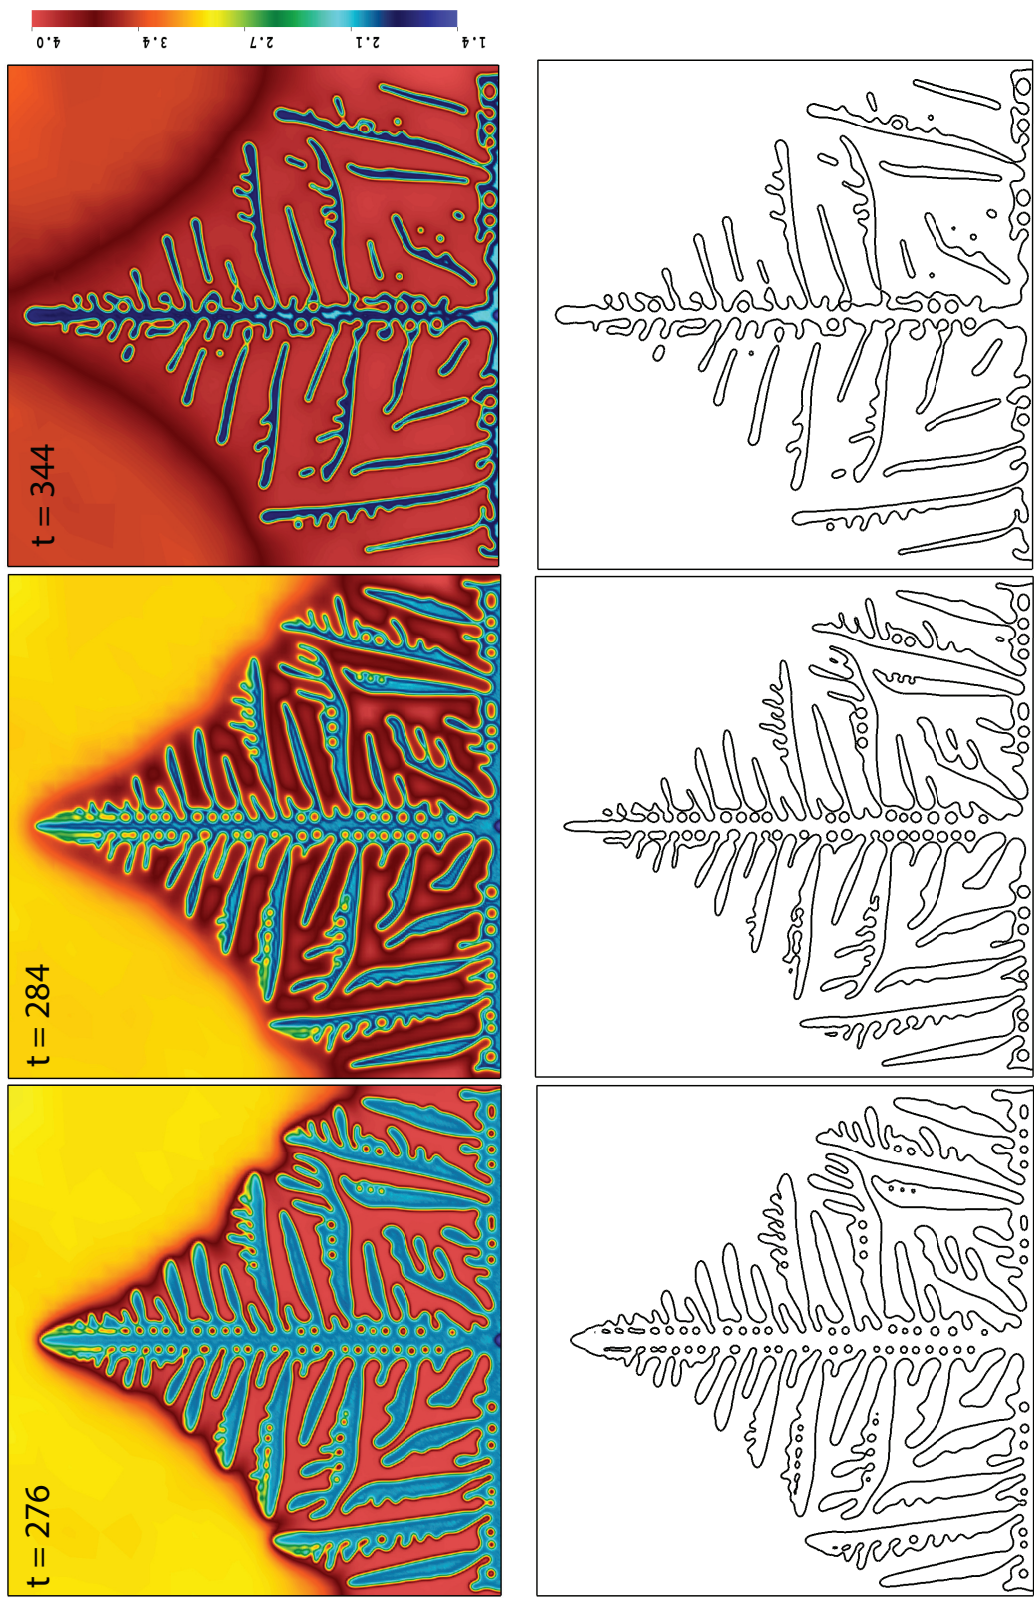 t = 276
t = 284
t = 344
4.0
3.4
2.7
2.1
1.4